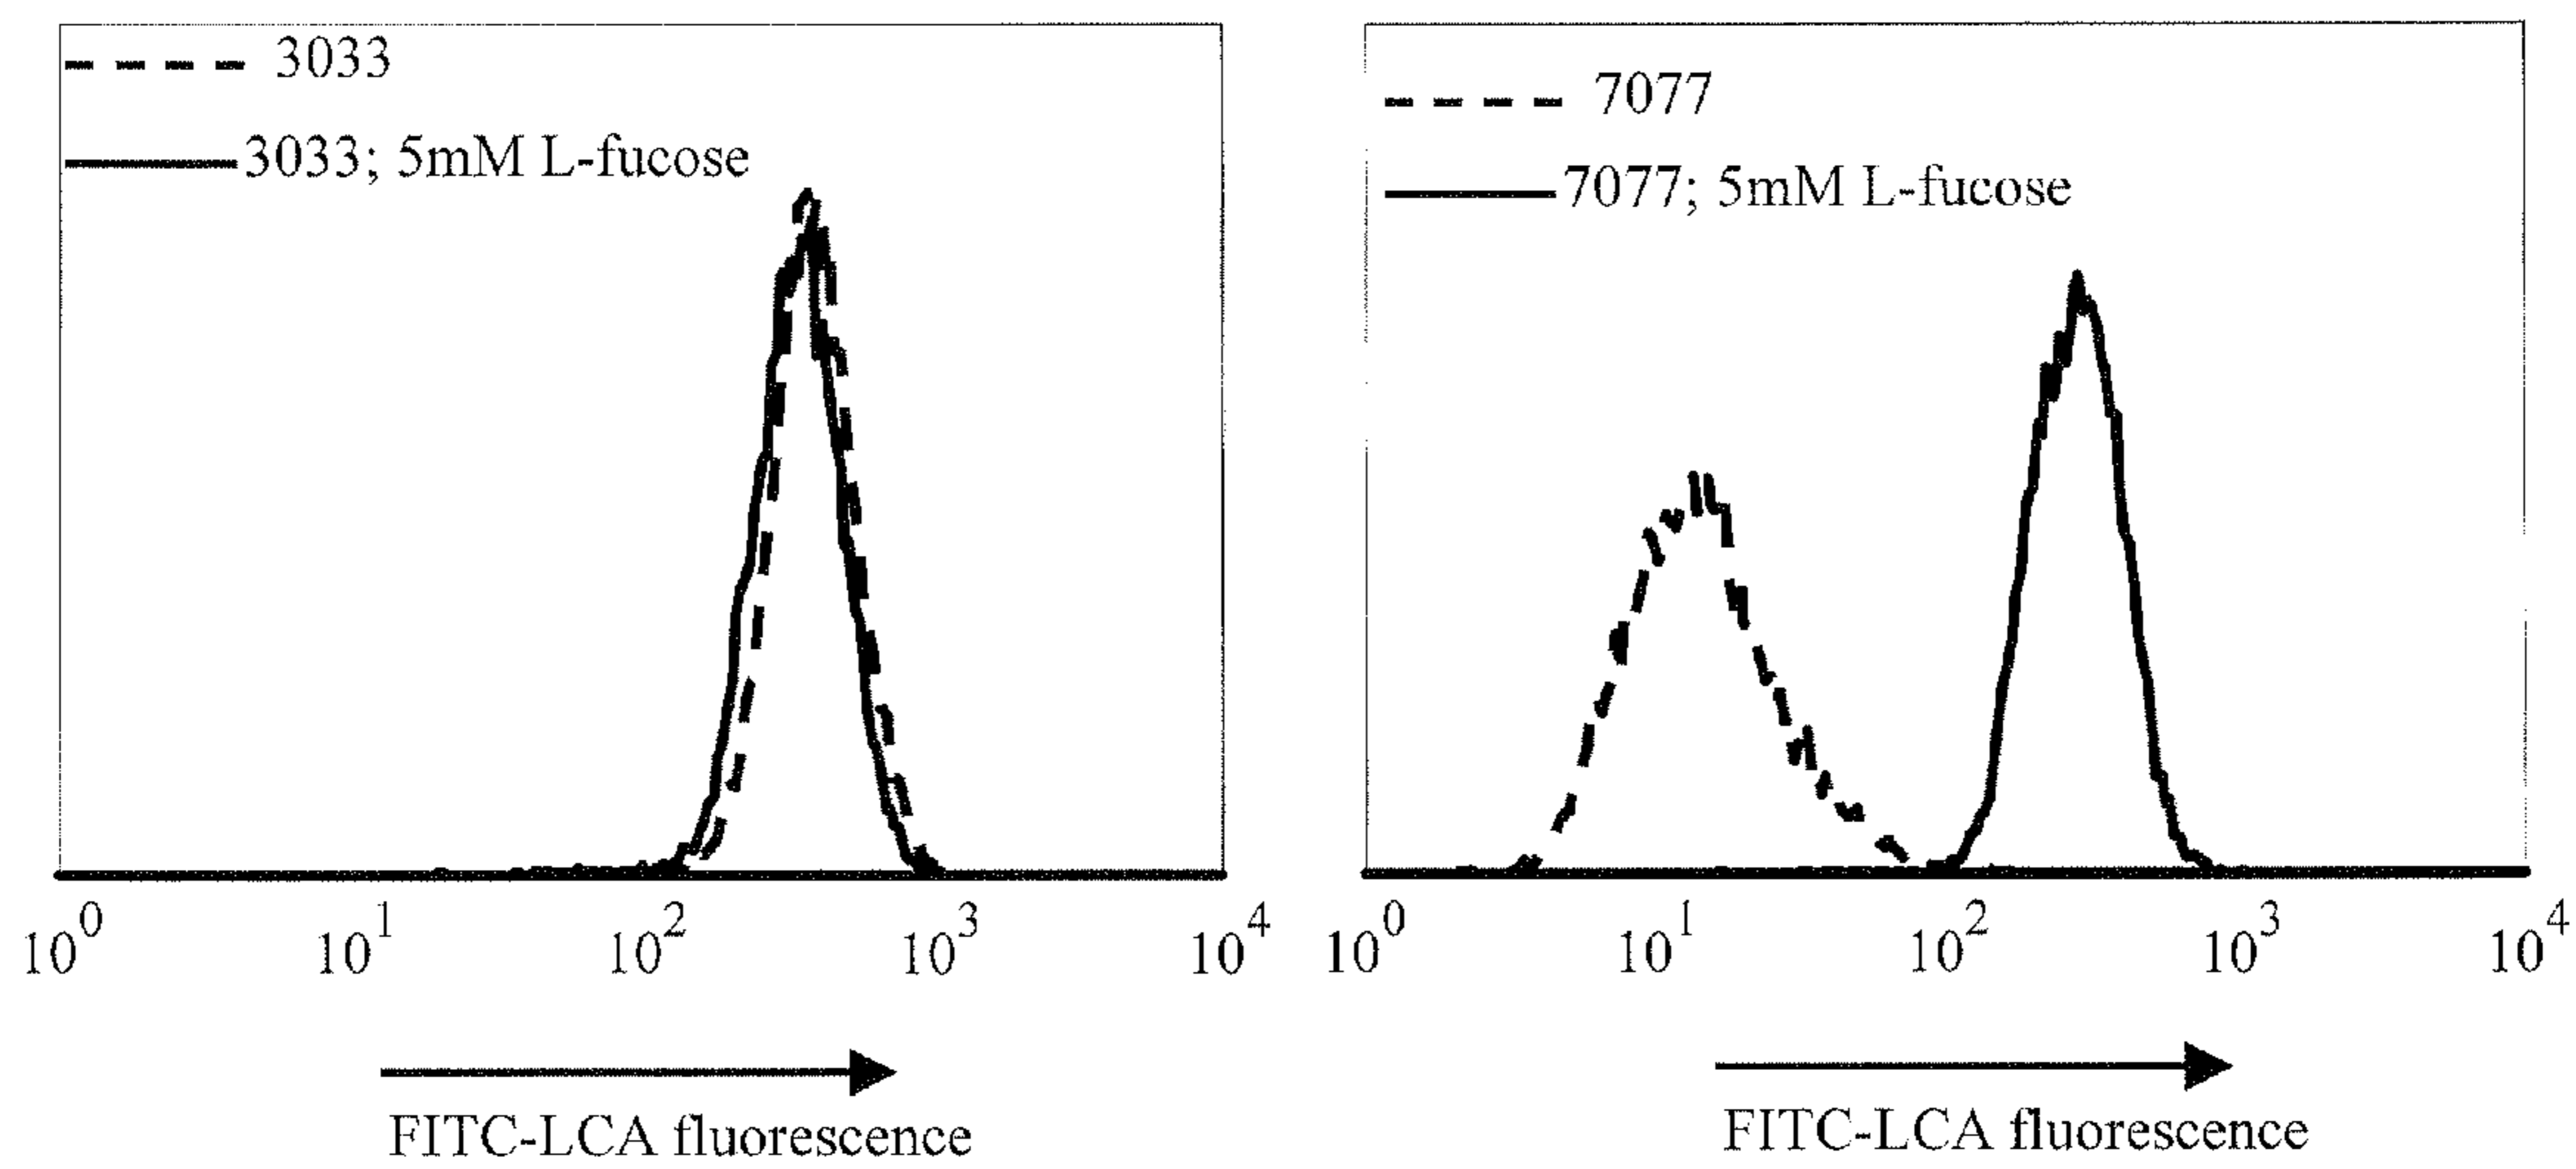 3033
3033; 5mM L-fucose
10^0 10^1 10^2 10^3 10^4
FITC-LCA fluorescence
7077
7077; 5mM L-fucose
10^0 10^1 10^2 10^3 10^4
FITC-LCA fluorescence